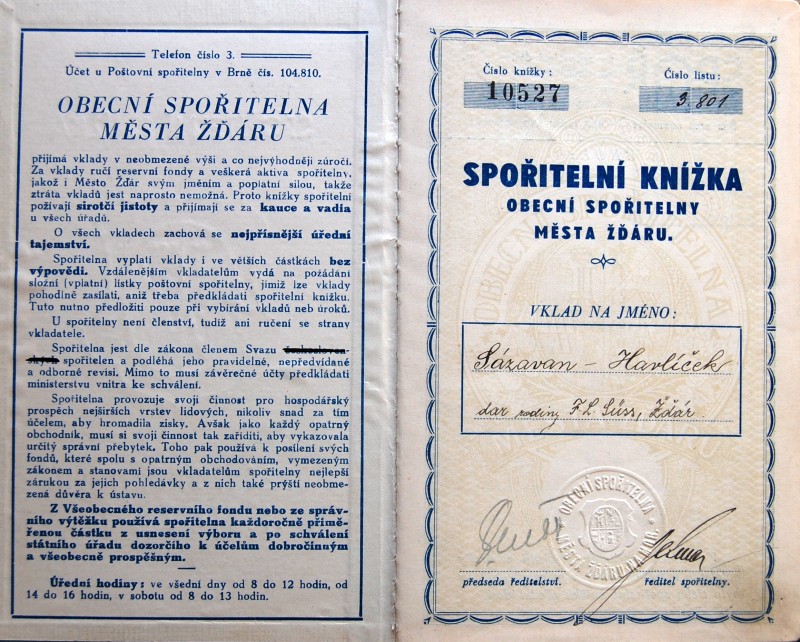 Telefon číslo 3.
Účet u Poštovní spořitelny v Brně čís. 104.810.
OBECNÍ SPOŘITELNA
MĚSTA ŽĎÁRU
přijímá vklady v neobmezené výši a co nejvýhodněji zúročí.
Za vklady ručí reservní fondy a veškerá aktiva spořitelny,
jakož i Město Žďár svým jměním a poplatní silou, takže
ztráta vkladů jest naprosto nemožná. Proto knížky spořitelní
požívají sirotčí jistoty a přijímají se za kauce a vadia
u všech úřadů.
O všech vkladech zachová se nejpřísnější úřední
tajemství.
Spořitelna vyplatí vklady i ve větších částkách bez
výpovědi. Vzdálenějším vkladatelům vydá na požádání
složní (vplatní) lístky poštovní spořitelny, jimiž lze vklady
pohodlně zasílati, aniž třeba předkládati spořitelní knížku.
Tuto nutno předložiti pouze při vybírání vkladů neb úroků.
U spořitelny není členství, tudíž ani ručení se strany
vkladatele.
Spořitelna jest dle zákona členem Svazu českosloven-
ských spořitelen a podléhá jeho pravidelné, nepředvídané
a odborné revisi. Mimo to musí závěrečné účty předkládati
ministerstvu vnitra ke schválení.
Spořitelna provozuje svoji činnost pro hospodářský
prospěch nejširších vrstev lidových, nikoliv snad za tím
účelem, aby hromadila zisky. Avšak jako každý opatrný
obchodník, musí si svoji činnost tak zaříditi, aby vykazovala
určitý správní přebytek. Toho pak používá k posílení svých
fondů, které spolu s opatrným obchodováním, vymezeným
zákonem a stanovami jsou vkladatelům spořitelny nejlepší
zárukou za jejich pohledávky a z nich také prýští neobme-
zená důvěra k ústavu.
Z Všeobecného reservního fondu nebo ze správ-
ního výtěžku používá spořitelna každoročně přimě-
řenou částku z usnesení výboru a po schválení
státního úřadu dozorčího k účelům dobročinným
a všeobecně prospěšným.
Úřední hodiny: ve všední dny od 8 do 12 hodin, od
14 do 16 hodin, v sobotu od 8 do 13 hodin.
Číslo knížky:
10527
Číslo listu:
3.801
SPOŘITELNÍ KNÍŽKA
OBECNÍ SPOŘITELNY
MĚSTA ŽĎÁRU.
VKLAD NA JMÉNO:
Sázavan - Havlíček
dar rodiny F. L. Süss, Žďár.
OBECNÍ SPOŘITELNA
MĚSTA ŽĎÁRU
předseda ředitelství.
ředitel spořitelny.